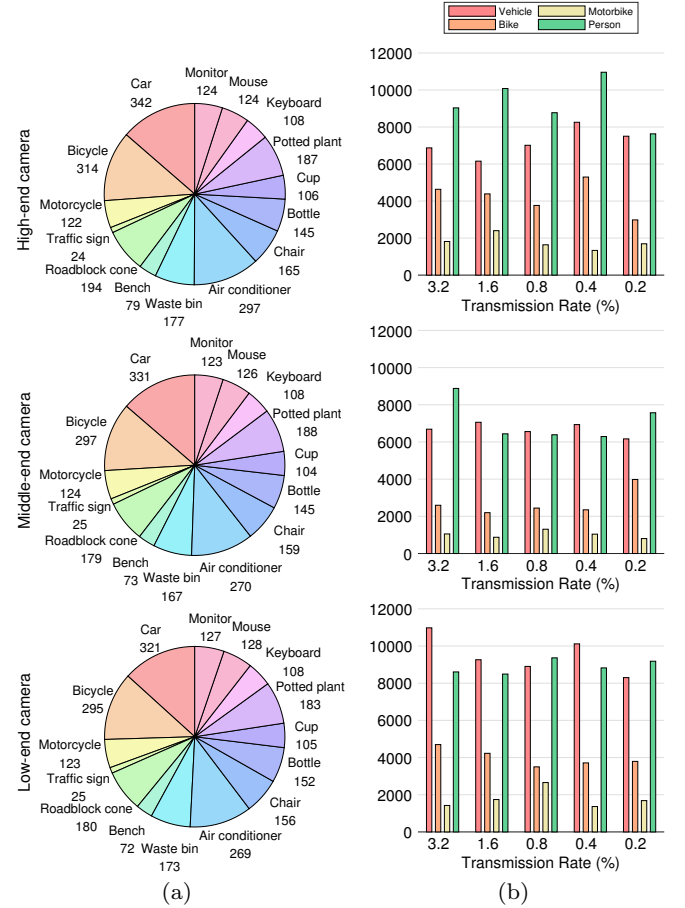 Vehicle
Motorbike
Bike
Person
High-end camera
Monitor
124
Mouse
124
Keyboard
108
Potted plant
187
Cup
106
Bottle
145
Chair
165
Air conditioner
297
Waste bin
177
Bench
79
Roadblock cone
194
Traffic sign
24
Motorcycle
122
Bicycle
314
Car
342
12000
10000
8000
6000
4000
2000
0
3.2 1.6 0.8 0.4 0.2
Transmission Rate (%)
Middle-end camera
Monitor
123
Mouse
126
Keyboard
108
Potted plant
188
Cup
104
Bottle
145
Chair
159
Air conditioner
270
Waste bin
167
Bench
73
Roadblock cone
179
Traffic sign
25
Motorcycle
124
Bicycle
297
Car
331
12000
10000
8000
6000
4000
2000
0
3.2 1.6 0.8 0.4 0.2
Transmission Rate (%)
Low-end camera
Monitor
127
Mouse
128
Keyboard
108
Potted plant
183
Cup
105
Bottle
152
Chair
156
Air conditioner
269
Waste bin
173
Bench
72
Roadblock cone
180
Traffic sign
25
Motorcycle
123
Bicycle
295
Car
321
12000
10000
8000
6000
4000
2000
0
3.2 1.6 0.8 0.4 0.2
Transmission Rate (%)
(a)
(b)